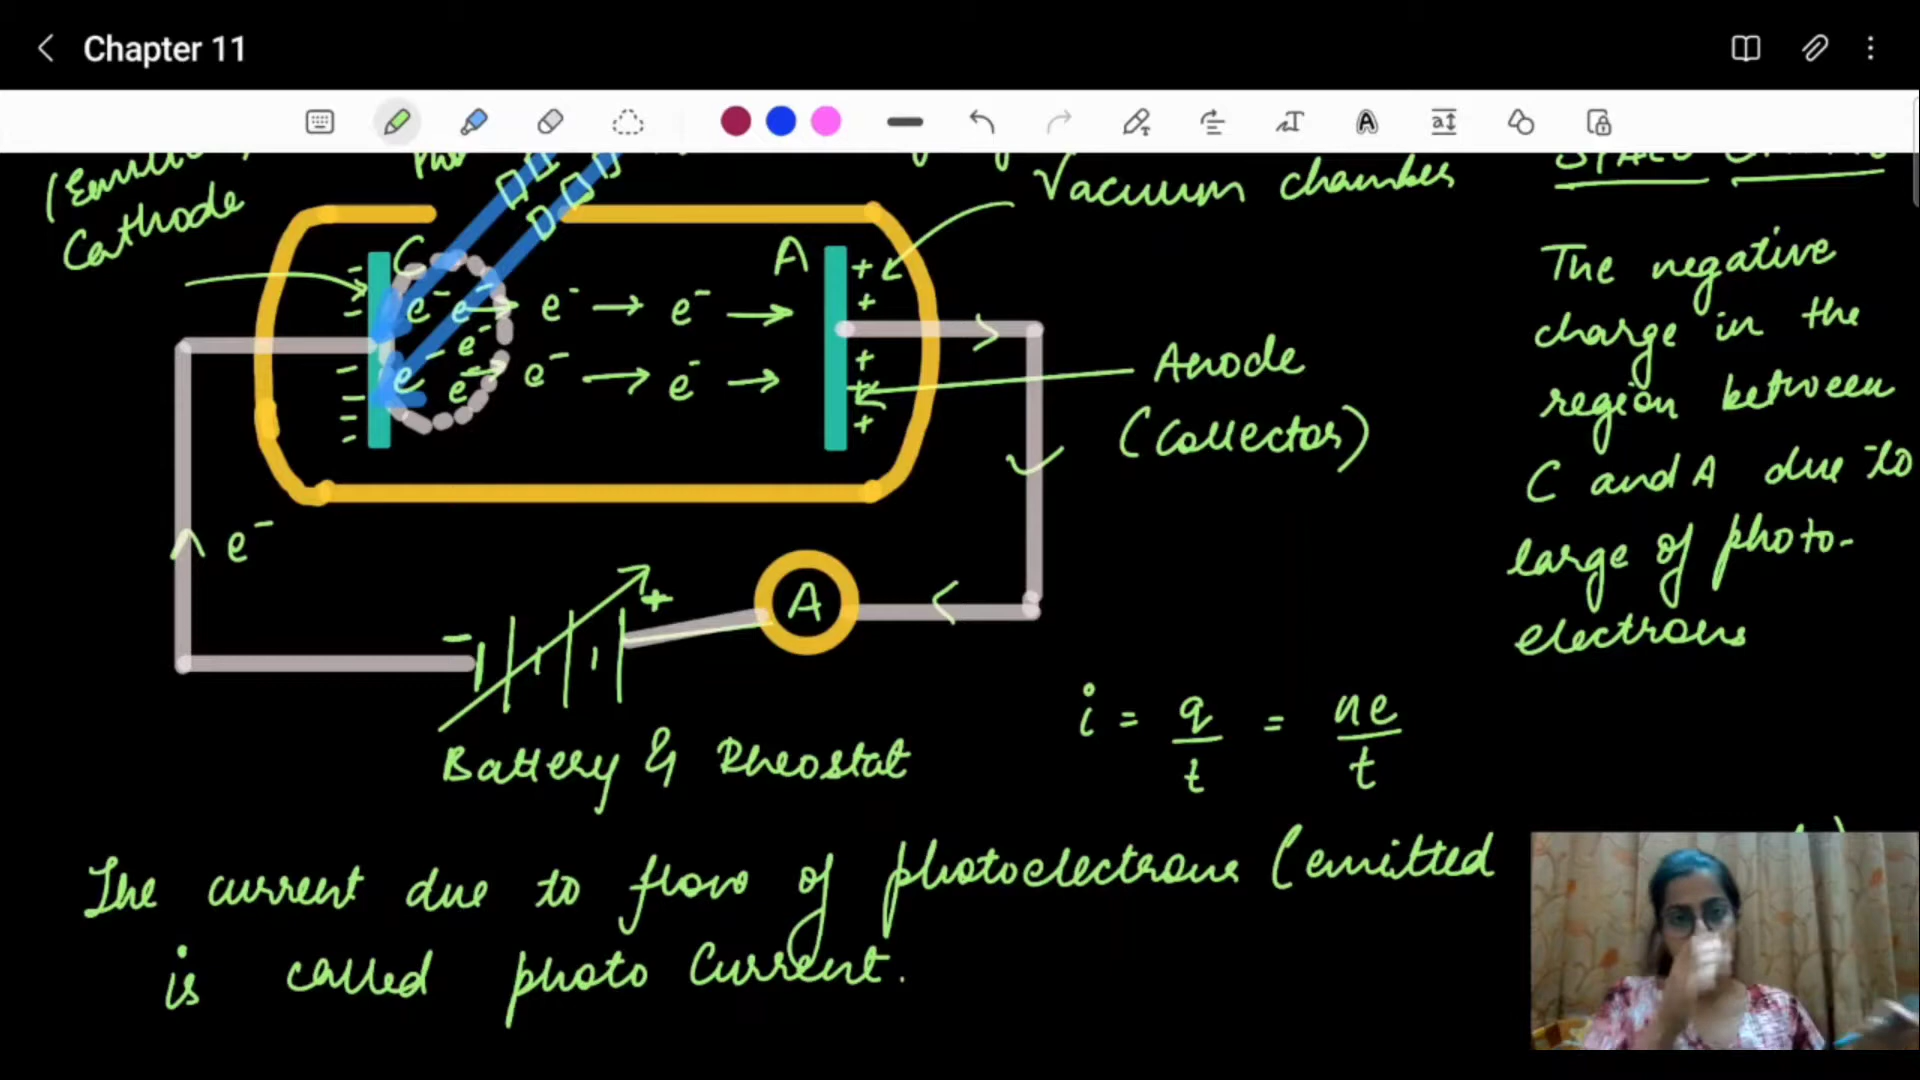 Chapter 11
Cathode
Vacuum chamber
C
A
- -
+
+
e⁻ e⁻ → e⁻ → e⁻ →
e⁻
e⁻ e⁻ → e⁻ → e⁻ →
+
+
+
Anode
(Collector)
e⁻
- +
A
Battery & Rheostat
i = q/t = ne/t
The negative
charge in the
region between
C and A due to
large of photo-
electrons
The current due to flow of photoelectrons (emitted
is called photo current.